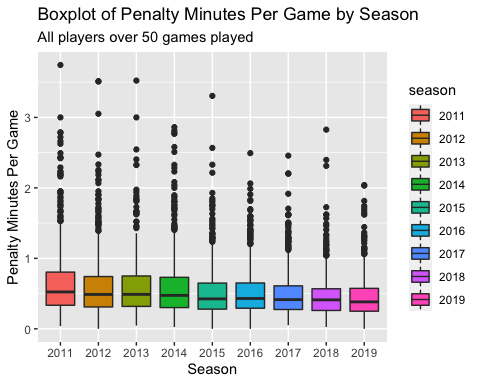 Boxplot of Penalty Minutes Per Game by Season
All players over 50 games played
Penalty Minutes Per Game
3
2
1
0
2011 2012 2013 2014 2015 2016 2017 2018 2019
Season
season
2011
2012
2013
2014
2015
2016
2017
2018
2019